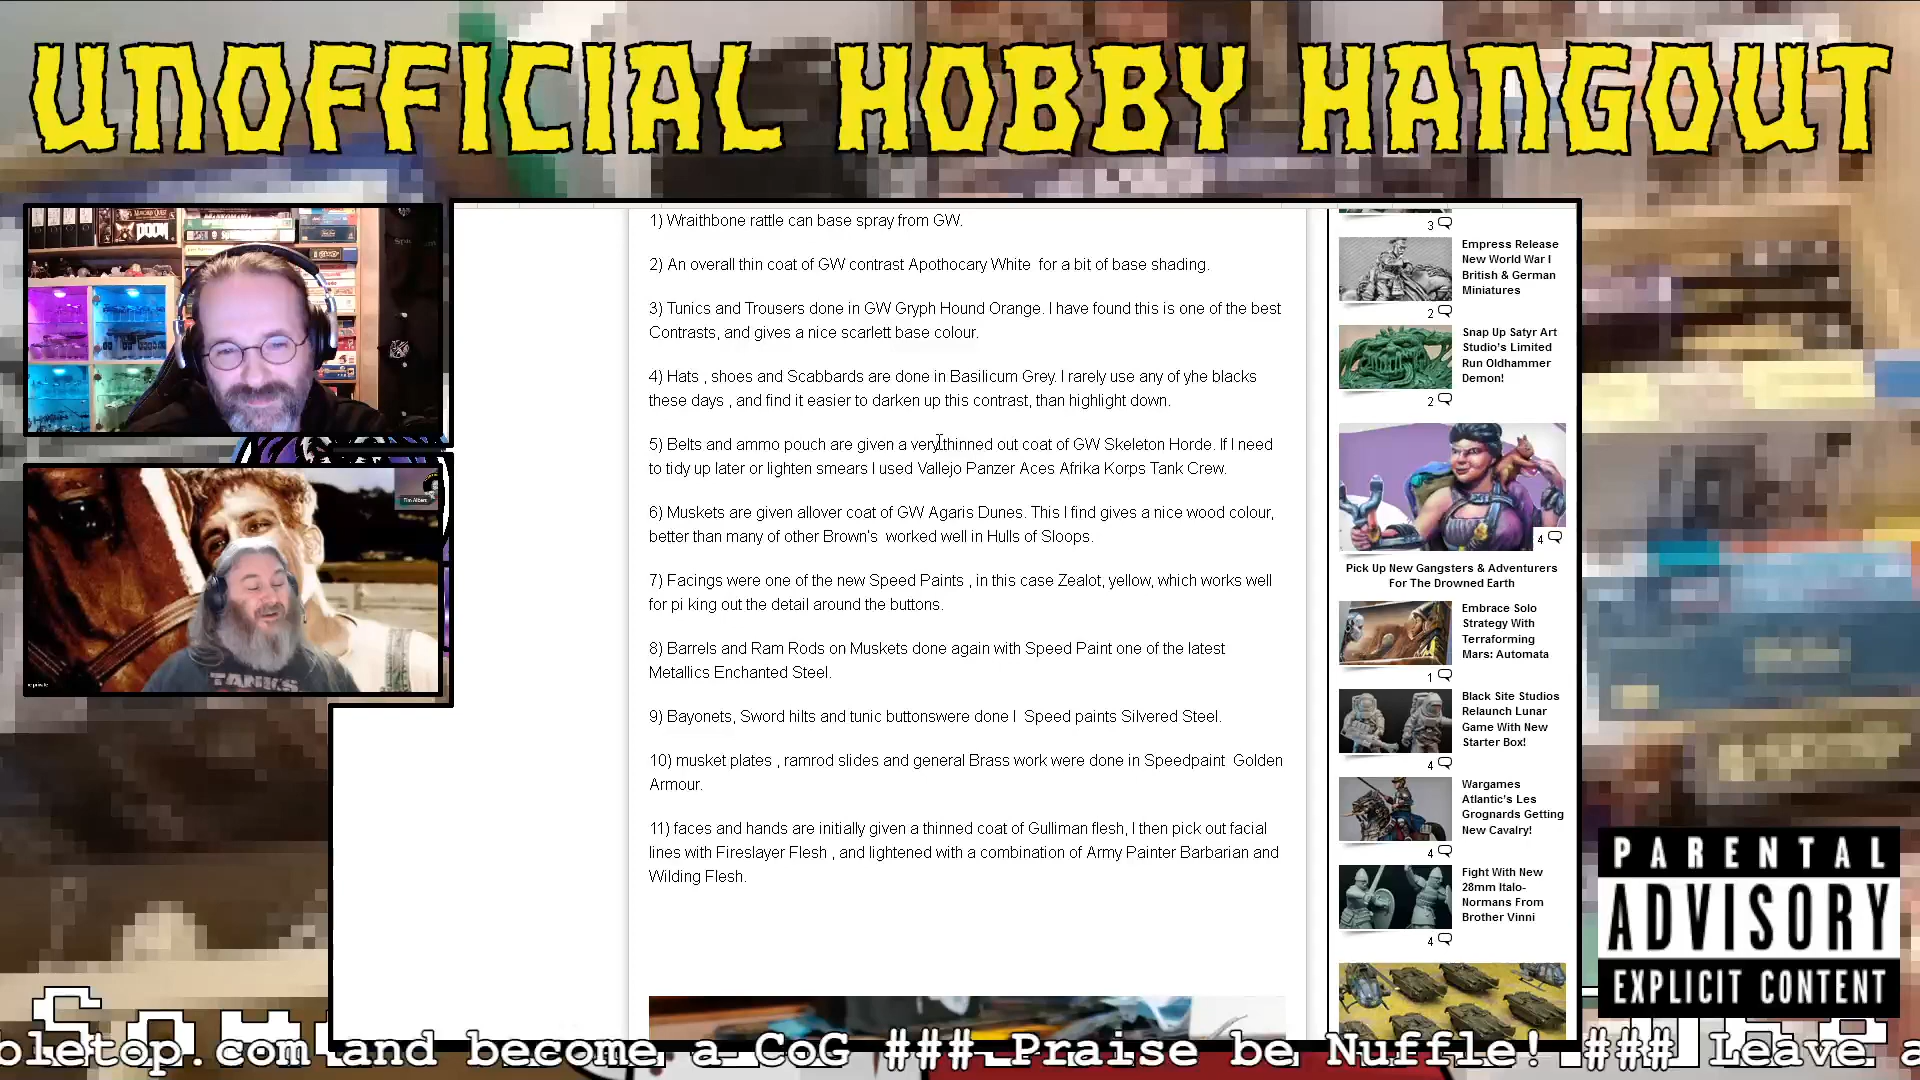 UNOFFICIAL HOBBY HANGOUT
DOOM
Tim Albers
TANKS
1) Wraithbone rattle can base spray from GW.
2) An overall thin coat of GW contrast Apothocary White for a bit of base shading.
3) Tunics and Trousers done in GW Gryph Hound Orange. I have found this is one of the best
Contrasts, and gives a nice scarlett base colour.
4) Hats , shoes and Scabbards are done in Basilicum Grey. I rarely use any of yhe blacks
these days , and find it easier to darken up this contrast, than highlight down.
5) Belts and ammo pouch are given a very thinned out coat of GW Skeleton Horde. If I need
to tidy up later or lighten smears I used Vallejo Panzer Aces Afrika Korps Tank Crew.
6) Muskets are given allover coat of GW Agaris Dunes. This I find gives a nice wood colour,
better than many of other Brown's worked well in Hulls of Sloops.
7) Facings were one of the new Speed Paints , in this case Zealot, yellow, which works well
for pi king out the detail around the buttons.
8) Barrels and Ram Rods on Muskets done again with Speed Paint one of the latest
Metallics Enchanted Steel.
9) Bayonets, Sword hilts and tunic buttonswere done I Speed paints Silvered Steel.
10) musket plates , ramrod slides and general Brass work were done in Speedpaint Golden
Armour.
11) faces and hands are initially given a thinned coat of Gulliman flesh, I then pick out facial
lines with Fireslayer Flesh , and lightened with a combination of Army Painter Barbarian and
Wilding Flesh.
3
Empress Release
New World War I
British & German
Miniatures
2
Snap Up Satyr Art
Studio's Limited
Run Oldhammer
Demon!
2
4
Pick Up New Gangsters & Adventurers
For The Drowned Earth
Embrace Solo
Strategy With
Terraforming
Mars: Automata
1
Black Site Studios
Relaunch Lunar
Game With New
Starter Box!
4
Wargames
Atlantic's Les
Grognards Getting
New Cavalry!
4
Fight With New
28mm Italo-
Normans From
Brother Vinni
4
PARENTAL
ADVISORY
EXPLICIT CONTENT
bletop.com and become a CoG ### Praise be Nuffle! ### Leave a